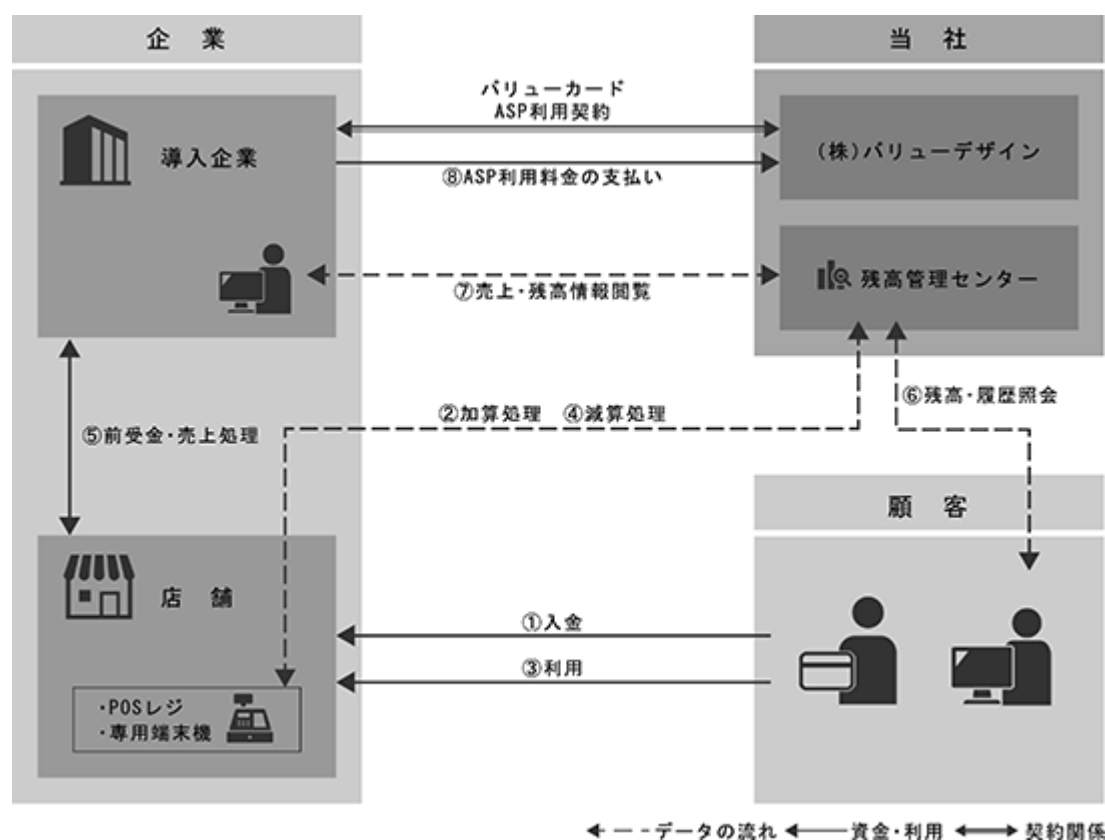 企　業
当　社
導入企業
バリューカード
ASP利用契約
(株)バリューデザイン
⑧ASP利用料金の支払い
残高管理センター
⑦売上・残高情報閲覧
⑥残高・履歴照会
②加算処理　④減算処理
⑤前受金・売上処理
顧　客
店　舗
①入金
③利用
・POSレジ
・専用端末機
データの流れ　資金・利用　契約関係